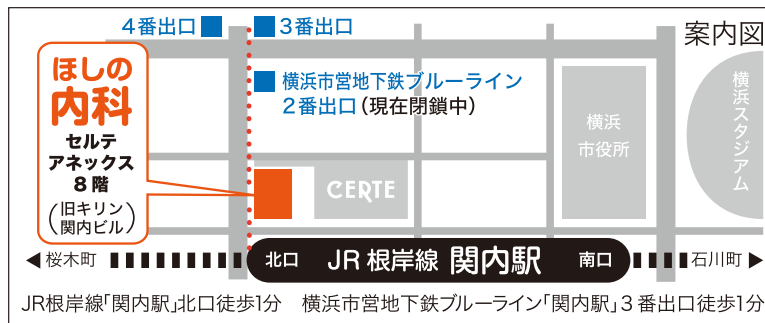 4番出口
3番出口
案内図
ほしの
内科
セルテ
アネックス
8階
(旧キリン
関内ビル)
横浜市営地下鉄ブルーライン
2番出口(現在閉鎖中)
横浜
市役所
横浜スタジアム
CERTE
◀桜木町
北口 JR根岸線 関内駅 南口
石川町▶
JR根岸線「関内駅」北口徒歩1分 横浜市営地下鉄ブルーライン「関内駅」3番出口徒歩1分